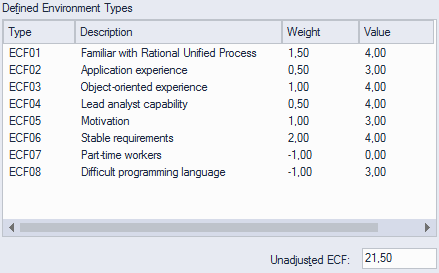 Defined Environment Types
Type Description Weight Value
ECF01 Familiar with Rational Unified Process 1,50 4,00
ECF02 Application experience 0,50 3,00
ECF03 Object-oriented experience 1,00 4,00
ECF04 Lead analyst capability 0,50 4,00
ECF05 Motivation 1,00 3,00
ECF06 Stable requirements 2,00 4,00
ECF07 Part-time workers -1,00 0,00
ECF08 Difficult programming language -1,00 3,00
Unadjusted ECF: 21,50